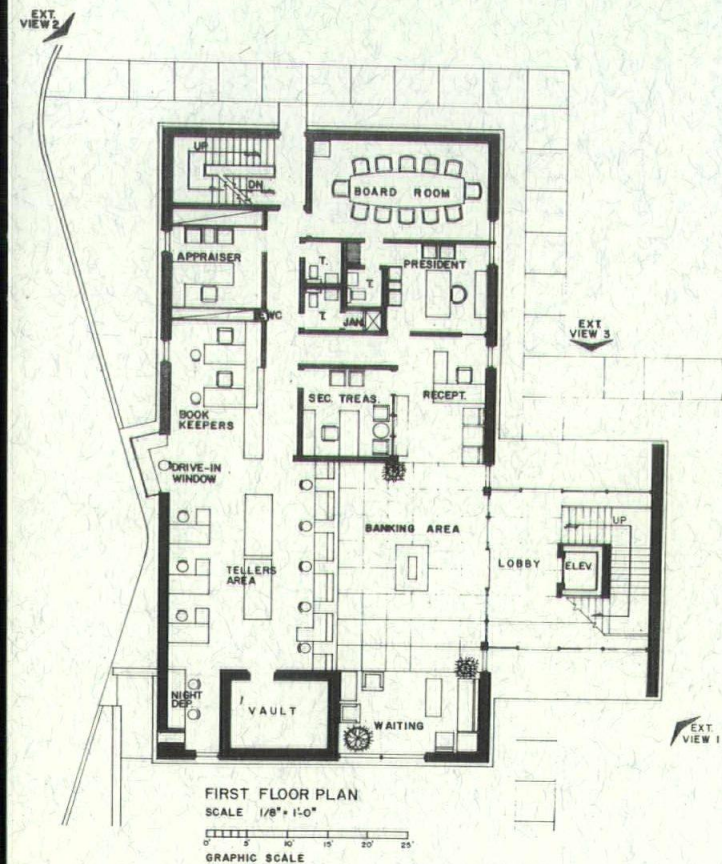 EXT.
VIEW 2
UP
DN
BOARD ROOM
APPRAISER
T.
PRESIDENT
T.
T.
JAN.
EWC
EXT.
VIEW 3
SEC. TREAS.
RECEPT.
BOOK
KEEPERS
DRIVE-IN
WINDOW
BANKING AREA
UP
LOBBY
ELEV.
TELLERS
AREA
NIGHT
DEP.
VAULT
WAITING
EXT.
VIEW 1
FIRST FLOOR PLAN
SCALE 1/8" = 1'-0"
0' 5' 10' 15' 20' 25'
GRAPHIC SCALE